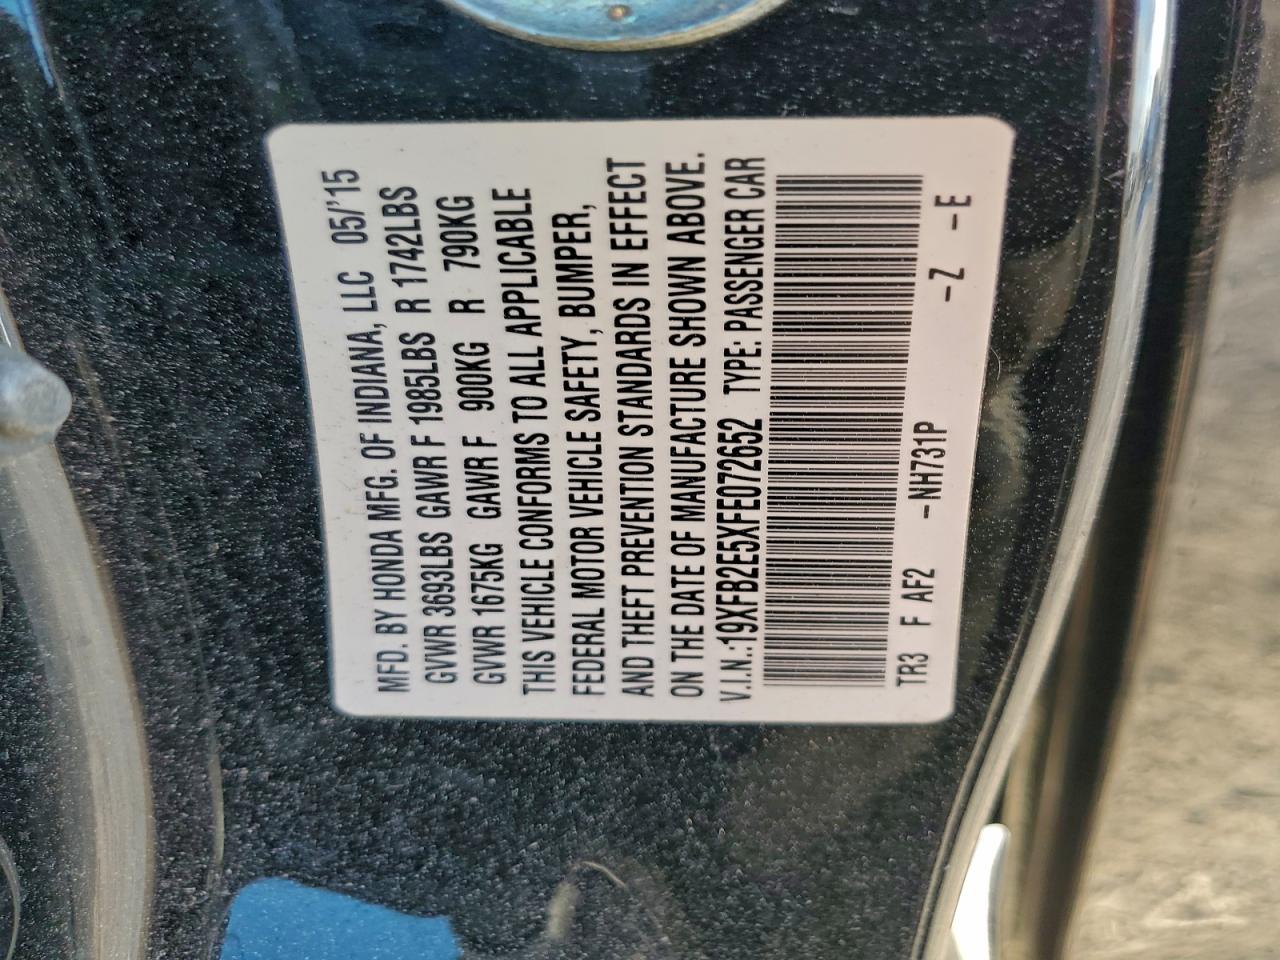 MFD. BY HONDA MFG. OF INDIANA, LLC 05/'15
GVWR 3693LBS GAWR F 1985LBS R 1742LBS
GVWR 1675KG GAWR F 900KG R 790KG
THIS VEHICLE CONFORMS TO ALL APPLICABLE
FEDERAL MOTOR VEHICLE SAFETY, BUMPER,
AND THEFT PREVENTION STANDARDS IN EFFECT
ON THE DATE OF MANUFACTURE SHOWN ABOVE.
V.I.N.:19XFB2E5XFE072652 TYPE: PASSENGER CAR
TR3 F AF2 -NH731P -Z -E